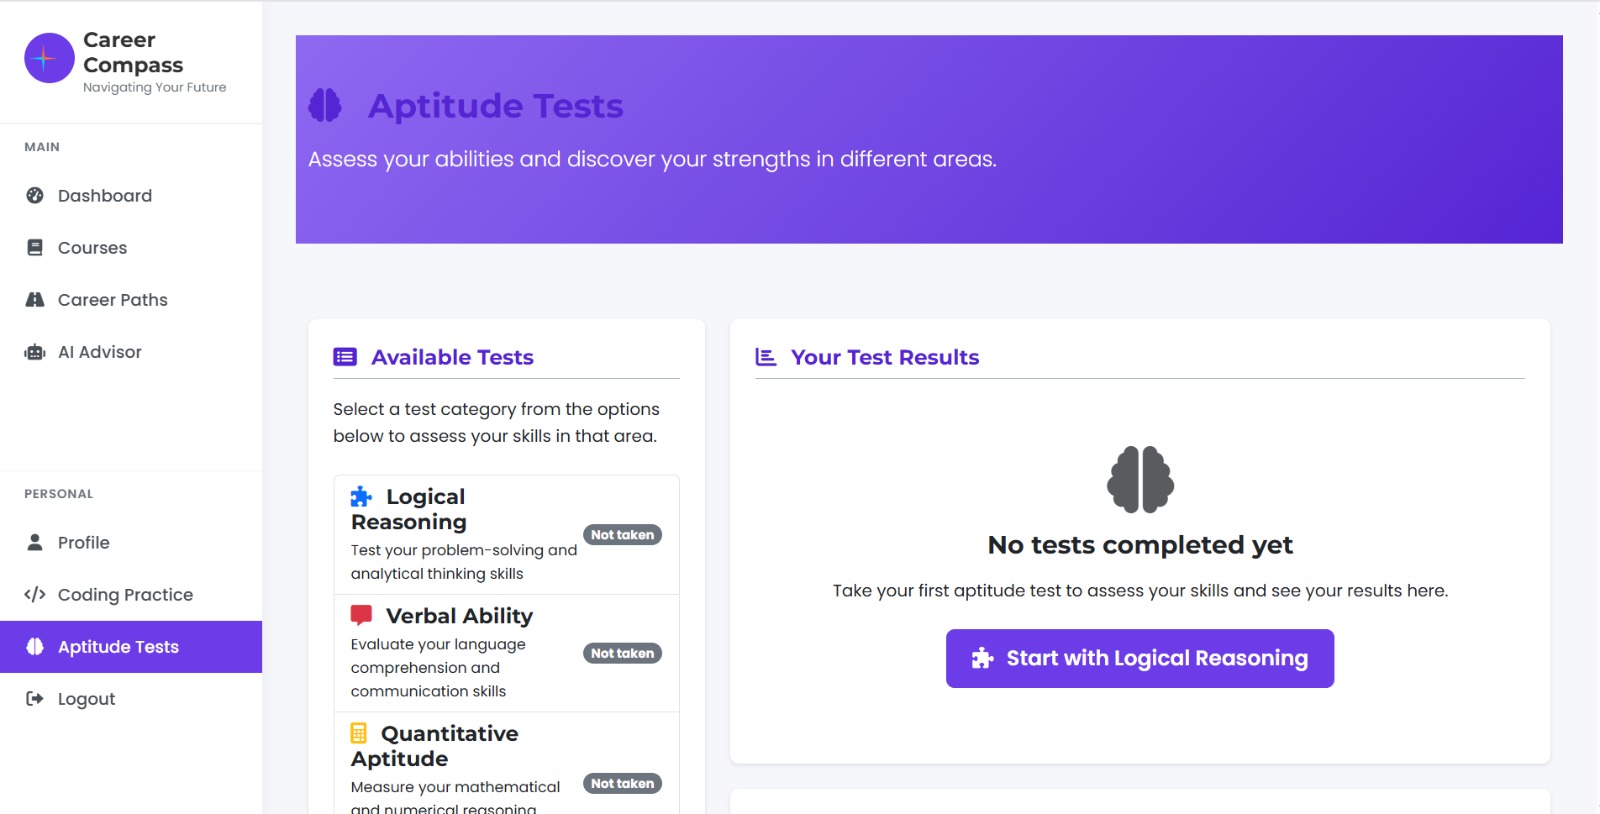 Career
Compass
Navigating Your Future
MAIN
Dashboard
Courses
Career Paths
AI Advisor
PERSONAL
Profile
Coding Practice
Aptitude Tests
Logout
Aptitude Tests
Assess your abilities and discover your strengths in different areas.
Available Tests
Select a test category from the options
below to assess your skills in that area.
Logical
Reasoning
Test your problem-solving and
analytical thinking skills
Not taken
Verbal Ability
Evaluate your language
comprehension and
communication skills
Not taken
Quantitative
Aptitude
Measure your mathematical
and numerical reasoning
Not taken
Your Test Results
No tests completed yet
Take your first aptitude test to assess your skills and see your results here.
Start with Logical Reasoning